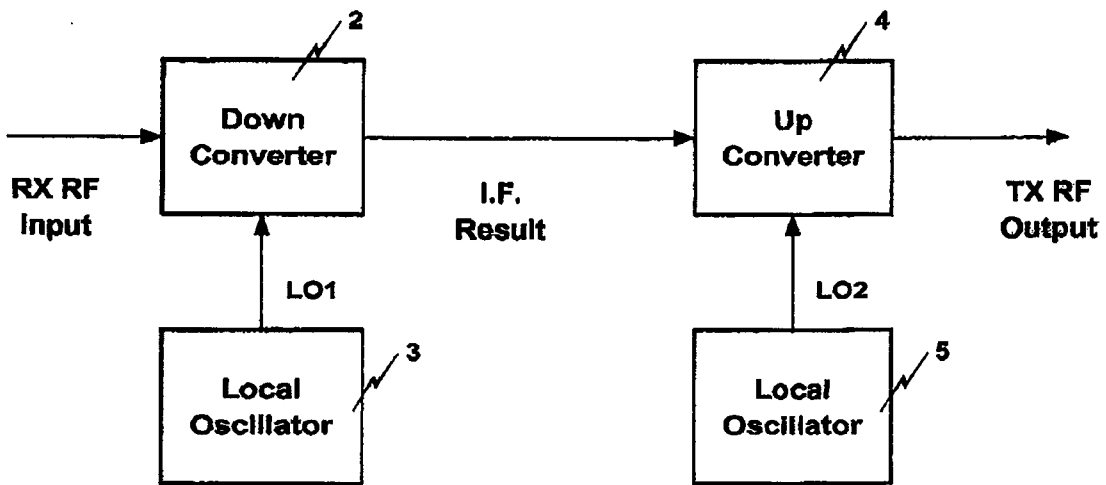 2
4
Down
Converter
Up
Converter
RX RF
Input
I.F.
Result
TX RF
Output
LO1
LO2
3
5
Local
Oscillator
Local
Oscillator